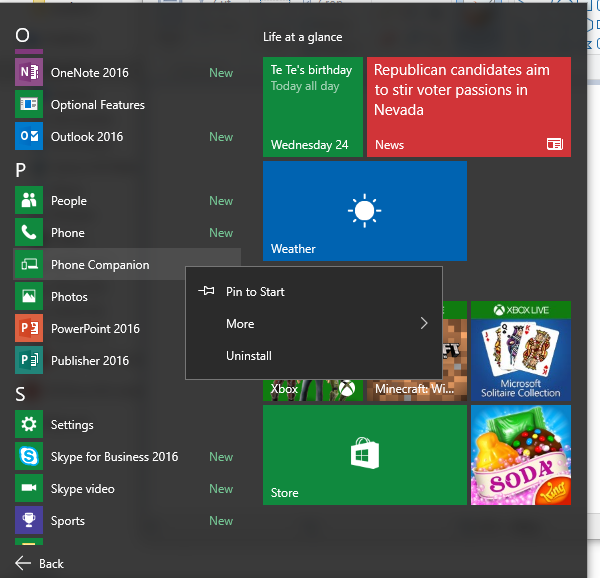 O
OneNote 2016 New
Optional Features
Outlook 2016 New
P
People New
Phone New
Phone Companion
Photos
PowerPoint 2016
Publisher 2016
S
Settings
Skype for Business 2016 New
Skype video New
Sports New
Back
Life at a glance
Te Te's birthday
Today all day
Wednesday 24
Republican candidates aim
to stir voter passions in
Nevada
News
Weather
Pin to Start
More
Uninstall
Xbox
Minecraft: Wi...
XBOX LIVE
Microsoft
Solitaire Collection
Store
SODA
King